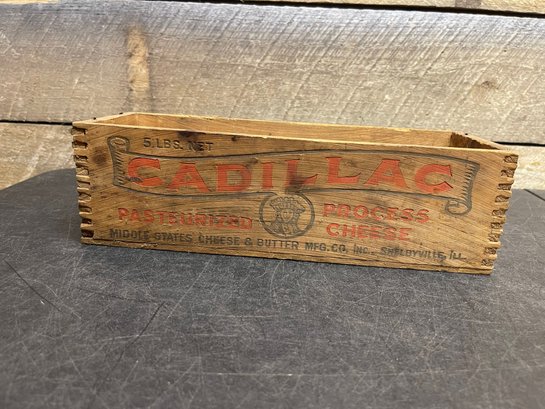 5 LBS. NET
CADILLAC
PASTEURIZED PROCESS
CHEESE
MIDDLE STATES CHEESE & BUTTER MFG. CO., INC., SHELBYVILLE, ILL.